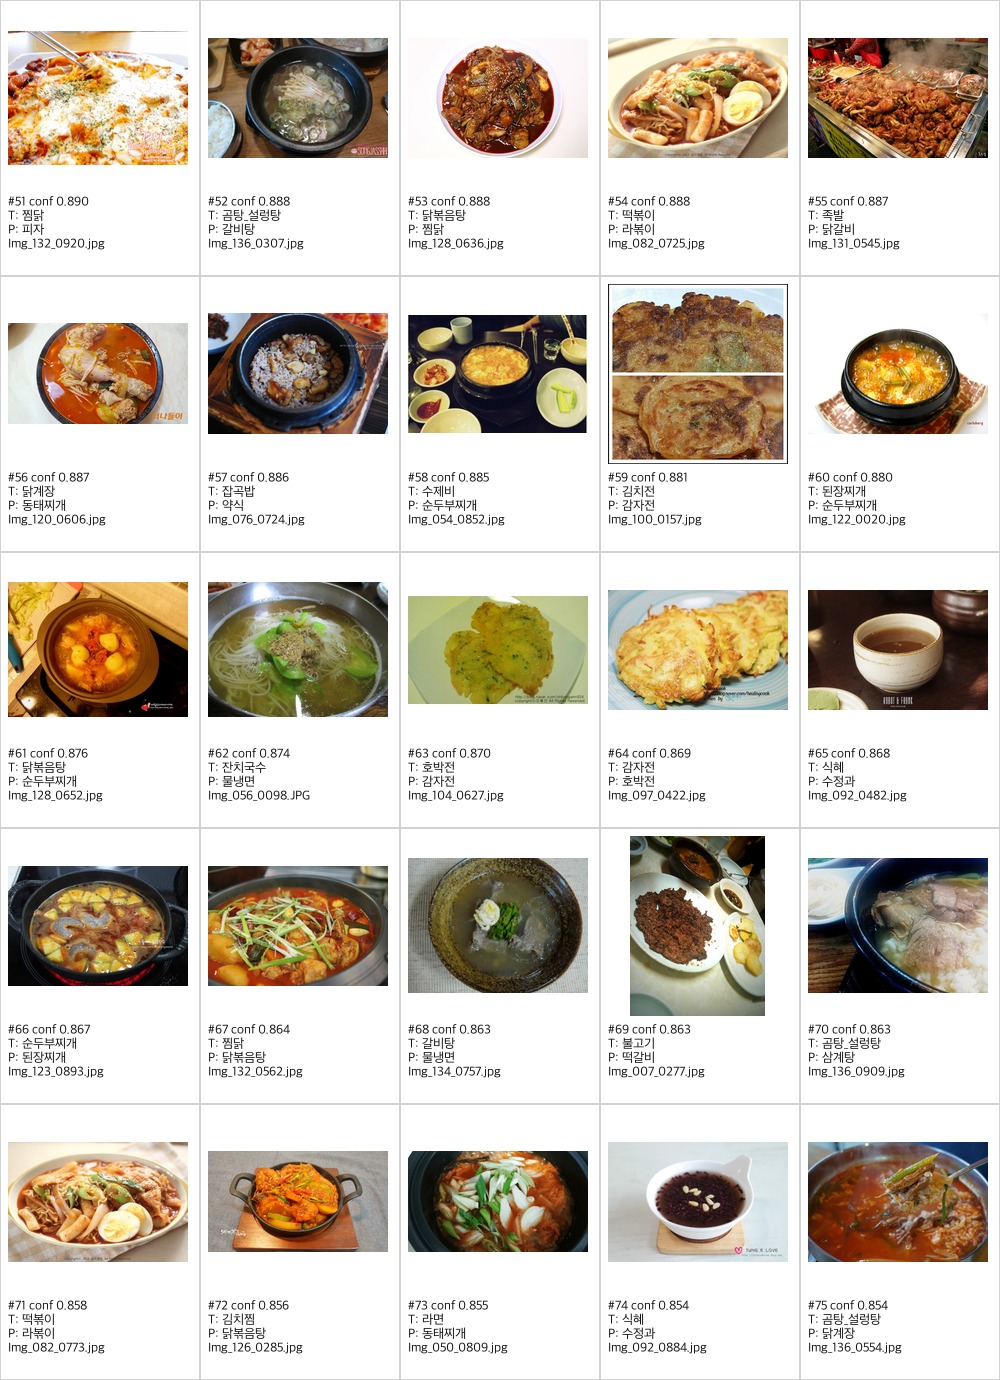 #51 conf 0.890
T: 찜닭
P: 피자
Img_132_0920.jpg
#52 conf 0.888
T: 곰탕_설렁탕
P: 갈비탕
Img_136_0307.jpg
#53 conf 0.888
T: 닭볶음탕
P: 찜닭
Img_128_0636.jpg
#54 conf 0.888
T: 떡볶이
P: 라볶이
Img_082_0725.jpg
#55 conf 0.887
T: 족발
P: 닭갈비
Img_131_0545.jpg
#56 conf 0.887
T: 닭계장
P: 동태찌개
Img_120_0606.jpg
#57 conf 0.886
T: 잡곡밥
P: 약식
Img_076_0724.jpg
#58 conf 0.885
T: 수제비
P: 순두부찌개
Img_054_0852.jpg
#59 conf 0.881
T: 김치전
P: 감자전
Img_100_0157.jpg
#60 conf 0.880
T: 된장찌개
P: 순두부찌개
Img_122_0020.jpg
#61 conf 0.876
T: 닭볶음탕
P: 순두부찌개
Img_128_0652.jpg
#62 conf 0.874
T: 잔치국수
P: 물냉면
Img_056_0098.JPG
#63 conf 0.870
T: 호박전
P: 감자전
Img_104_0627.jpg
#64 conf 0.869
T: 감자전
P: 호박전
Img_097_0422.jpg
#65 conf 0.868
T: 식혜
P: 수정과
Img_092_0482.jpg
#66 conf 0.867
T: 순두부찌개
P: 된장찌개
Img_123_0893.jpg
#67 conf 0.864
T: 찜닭
P: 닭볶음탕
Img_132_0562.jpg
#68 conf 0.863
T: 갈비탕
P: 물냉면
Img_134_0757.jpg
#69 conf 0.863
T: 불고기
P: 떡갈비
Img_007_0277.jpg
#70 conf 0.863
T: 곰탕_설렁탕
P: 삼계탕
Img_136_0909.jpg
#71 conf 0.858
T: 떡볶이
P: 라볶이
Img_082_0773.jpg
#72 conf 0.856
T: 김치찜
P: 닭볶음탕
Img_126_0285.jpg
#73 conf 0.855
T: 라면
P: 동태찌개
Img_050_0809.jpg
#74 conf 0.854
T: 식혜
P: 수정과
Img_092_0884.jpg
#75 conf 0.854
T: 곰탕_설렁탕
P: 닭계장
Img_136_0554.jpg